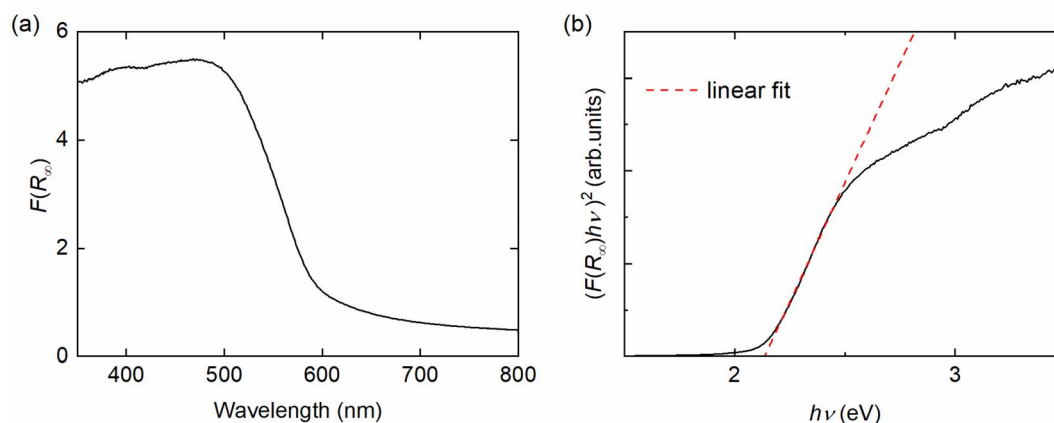 (a)
6
4
2
0
F(R∞)
400 500 600 700 800
Wavelength (nm)
(b)
linear fit
(F(R∞)hν)² (arb.units)
2 3
hν (eV)